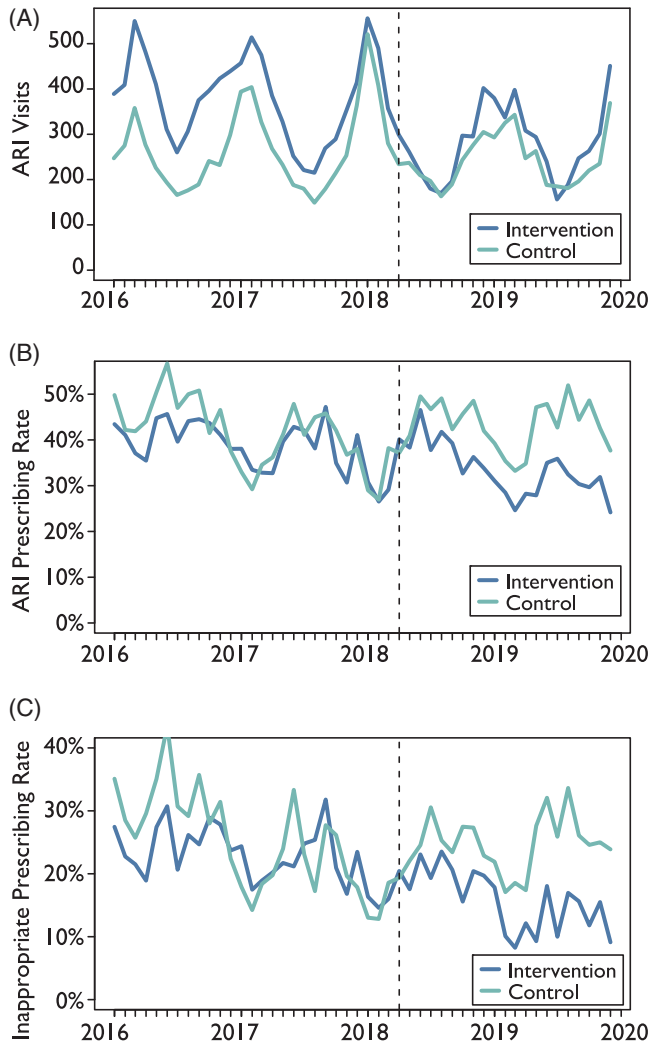 (A)
ARI Visits
500
400
300
200
100
0
Intervention
Control
2016 2017 2018 2019 2020
(B)
ARI Prescribing Rate
50%
40%
30%
20%
10%
0%
Intervention
Control
2016 2017 2018 2019 2020
(C)
Inappropriate Prescribing Rate
40%
30%
20%
10%
0%
Intervention
Control
2016 2017 2018 2019 2020